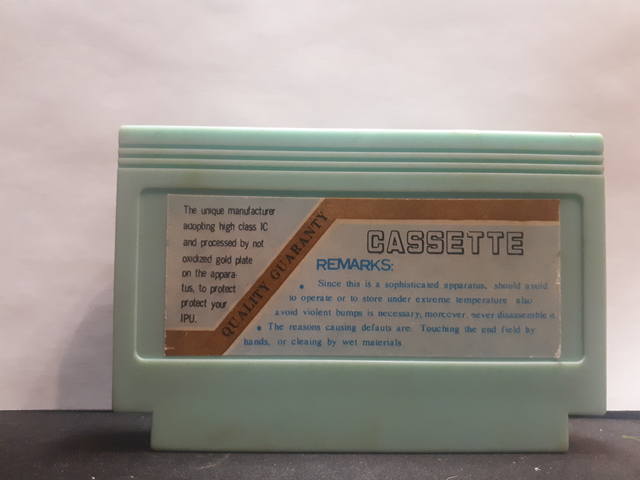 The unique manufacturer
adopting high class IC
and processed by not
oxidized gold plate
on the appara-
tus, to protect
protect your
IPU.
QUALITY GUARANTY
CASSETTE
REMARKS:
• Since this is a sophisticated apparatus, should avoid
to operate or to store under extreme temperature also
avoid violent bumps is necessary, moreover, never disassemble it.
• The reasons causing defauts are: Touching the end field by
hands, or cleaing by wet materials